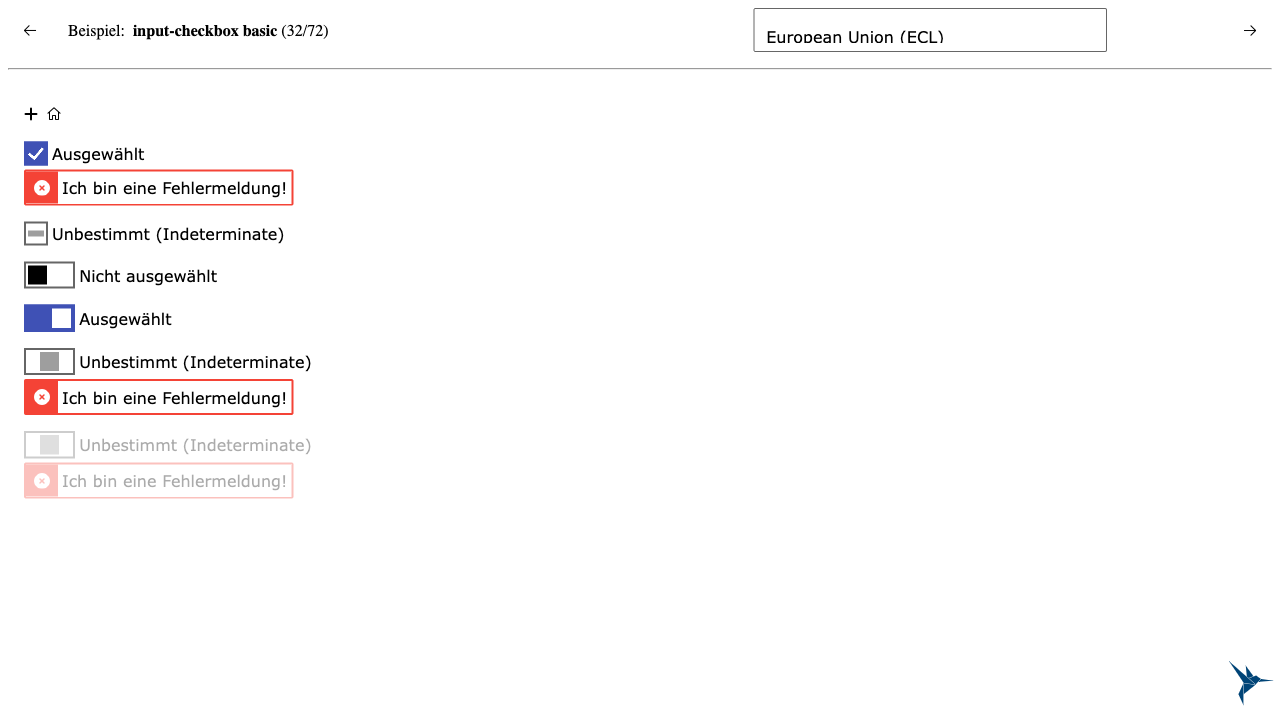 Beispiel: input-checkbox basic (32/72)
European Union (ECL)
Ausgewählt
Ich bin eine Fehlermeldung!
Unbestimmt (Indeterminate)
Nicht ausgewählt
Ausgewählt
Unbestimmt (Indeterminate)
Ich bin eine Fehlermeldung!
Unbestimmt (Indeterminate)
Ich bin eine Fehlermeldung!